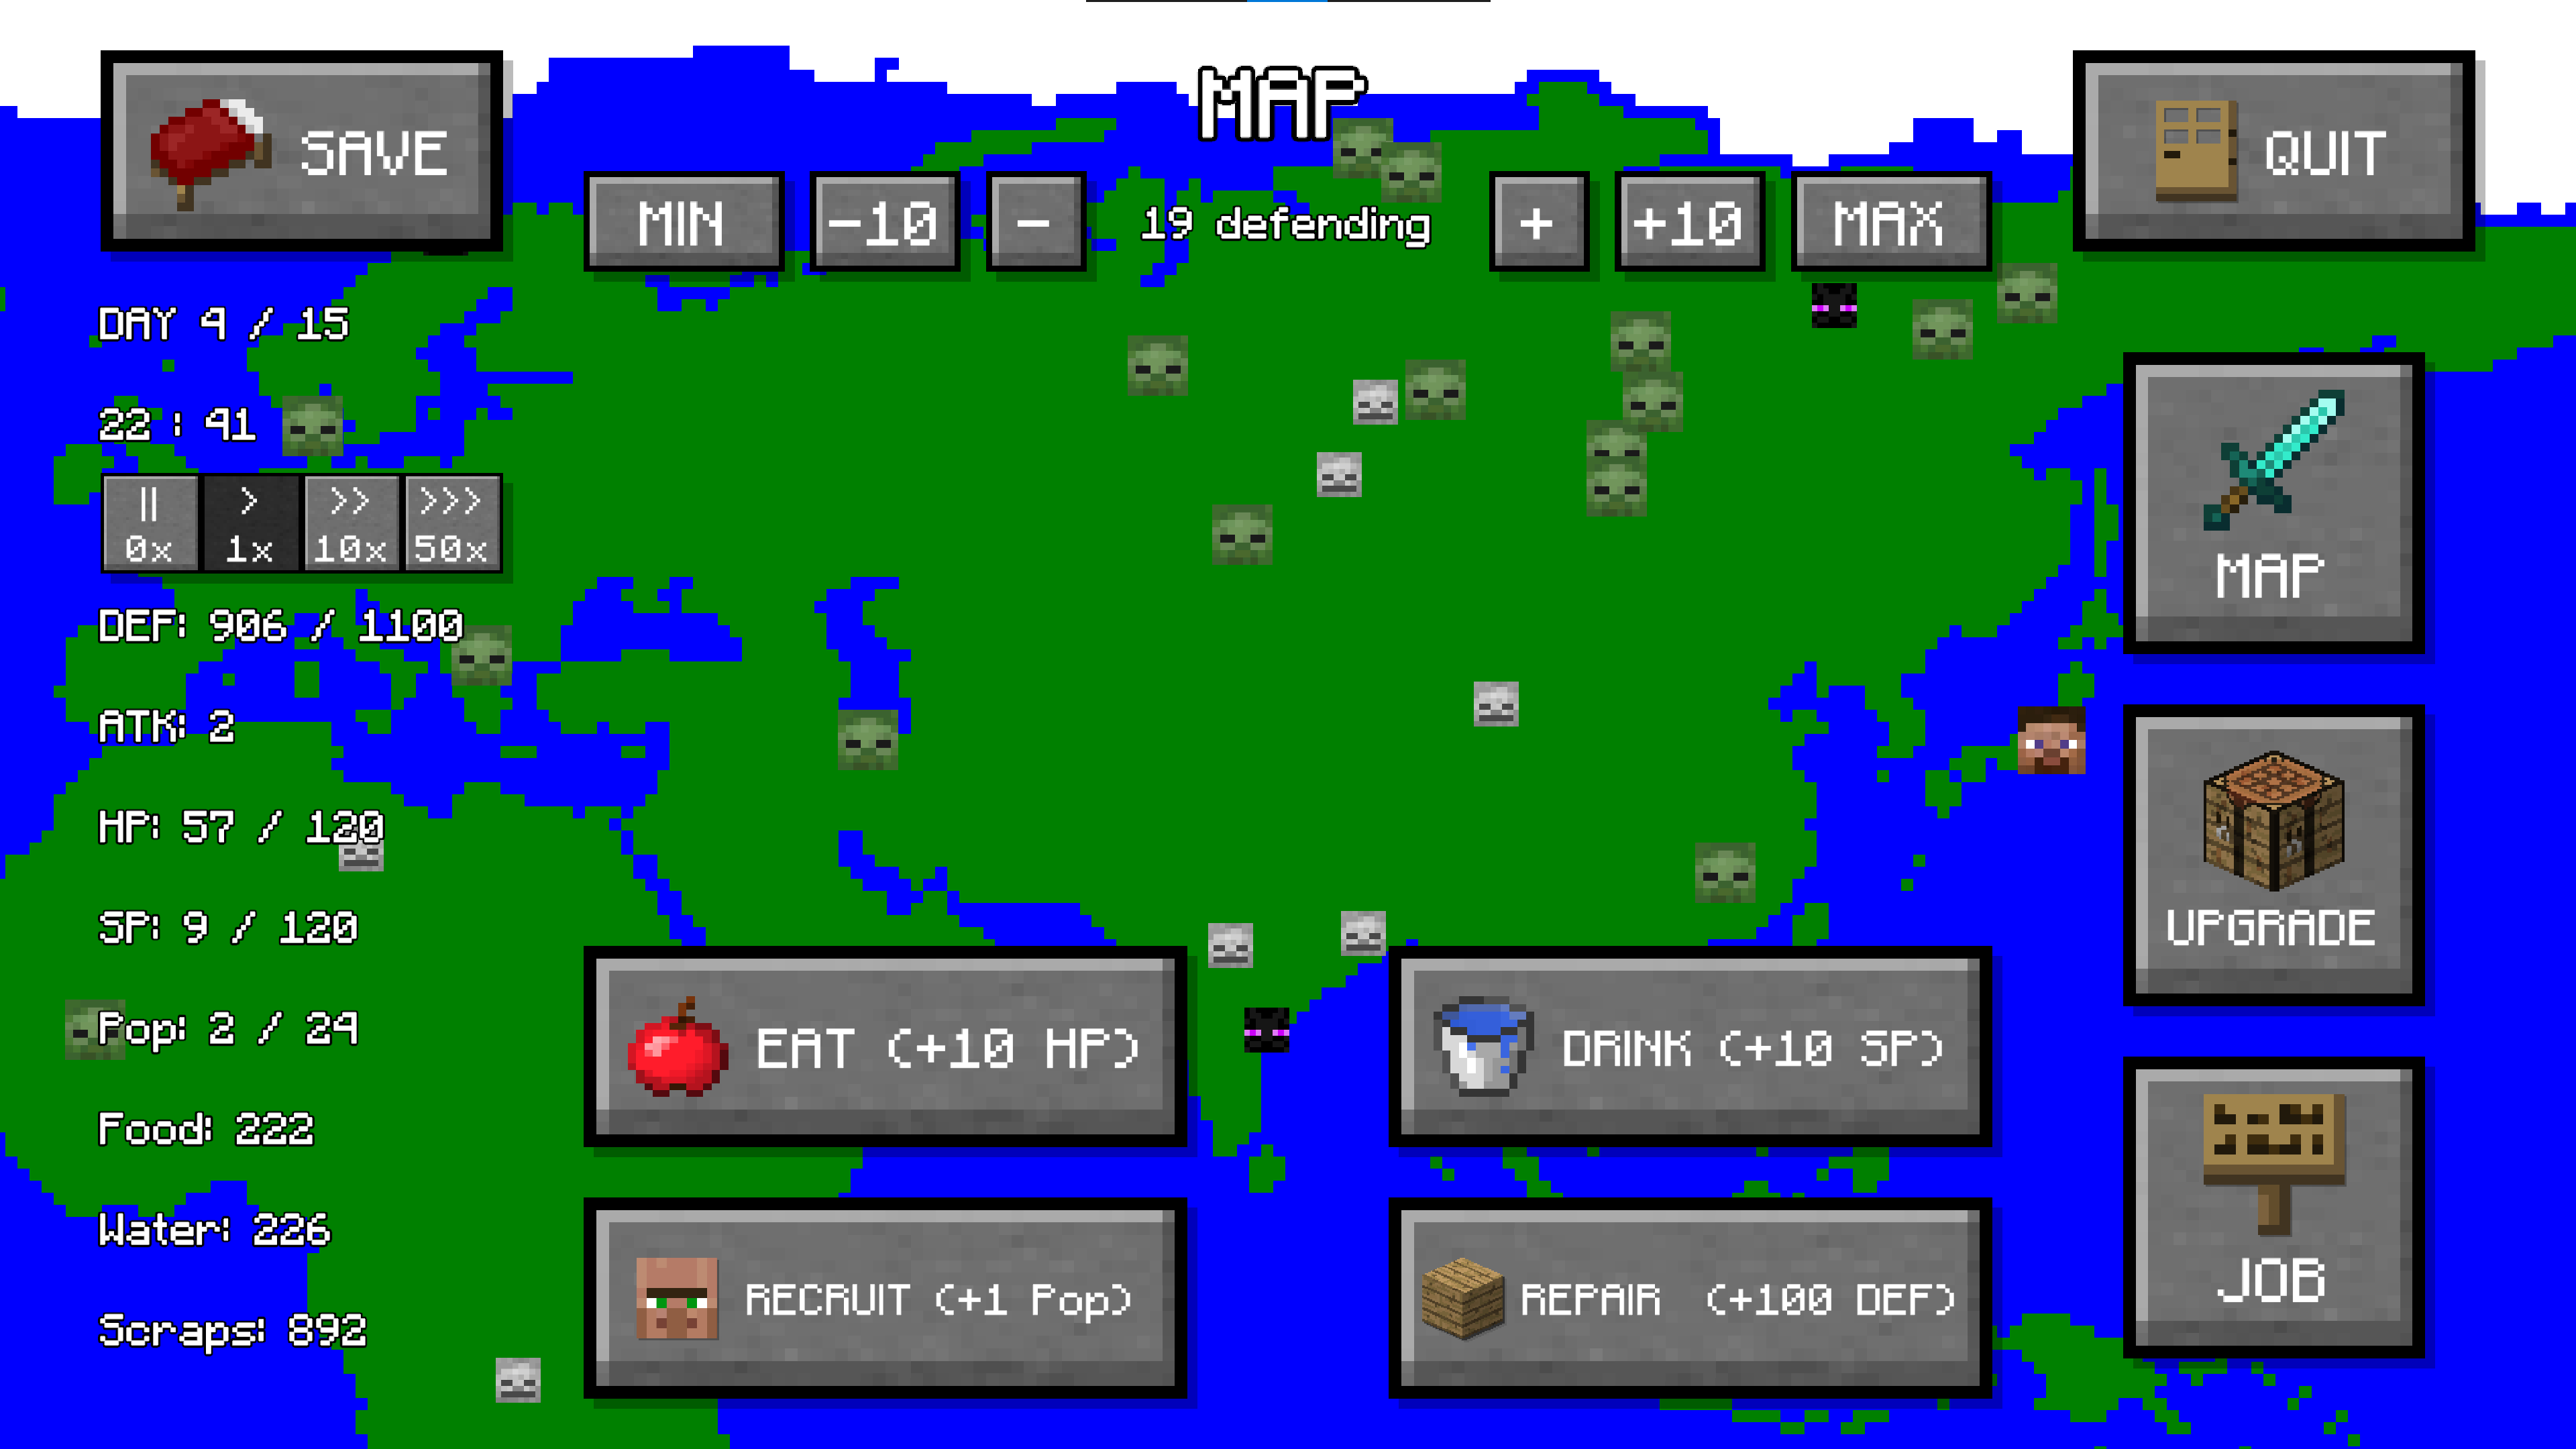 MAP
SAVE
QUIT
MIN
-10
-
19 defending
+
+10
MAX
DAY 4 / 15
22 : 41
|| > >> >>>
0x 1x 10x 50x
DEF: 906 / 1100
ATK: 2
HP: 57 / 120
SP: 9 / 120
Pop: 2 / 24
Food: 222
Water: 226
Scraps: 892
MAP
UPGRADE
JOB
EAT (+10 HP)
DRINK (+10 SP)
RECRUIT (+1 Pop)
REPAIR (+100 DEF)